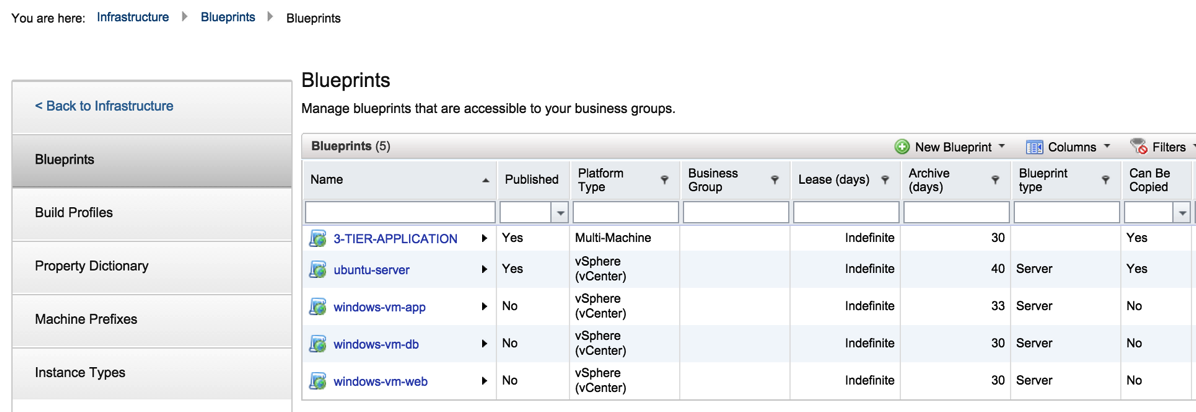 You are here: Infrastructure Blueprints Blueprints
< Back to Infrastructure
Blueprints
Build Profiles
Property Dictionary
Machine Prefixes
Instance Types
Blueprints
Manage blueprints that are accessible to your business groups.
Blueprints (5) New Blueprint Columns Filters
Name Published Platform Type Business Group Lease (days) Archive (days) Blueprint type Can Be Copied
3-TIER-APPLICATION Yes Multi-Machine Indefinite 30 Yes
ubuntu-server Yes vSphere (vCenter) Indefinite 40 Server Yes
windows-vm-app No vSphere (vCenter) Indefinite 33 Server No
windows-vm-db No vSphere (vCenter) Indefinite 30 Server No
windows-vm-web No vSphere (vCenter) Indefinite 30 Server No